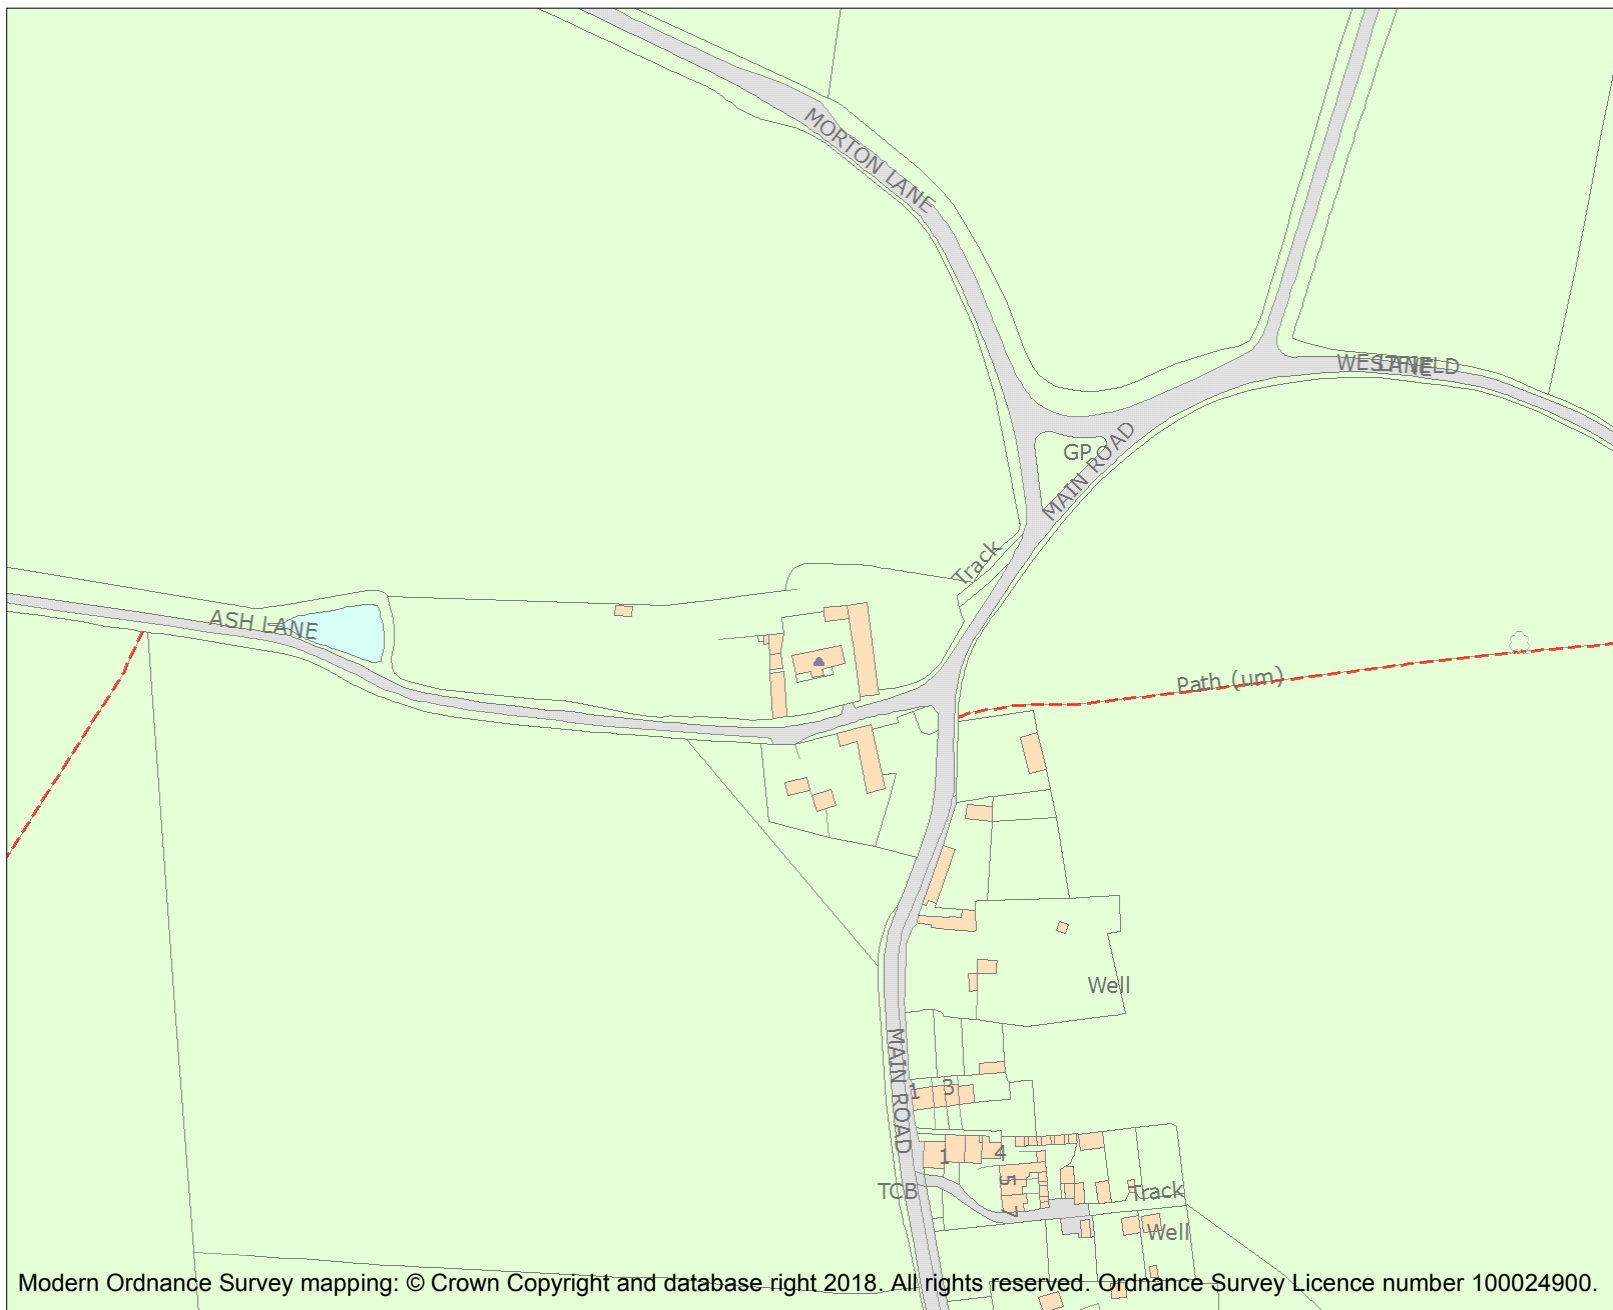 MORTON LANE
WESTFIELD
LANE
GP
MAIN ROAD
Track
ASH LANE
Path (um)
Well
MAIN ROAD
1
3
1
4
5
7
TCB
Track
Well
Modern Ordnance Survey mapping: © Crown Copyright and database right 2018. All rights reserved. Ordnance Survey Licence number 100024900.